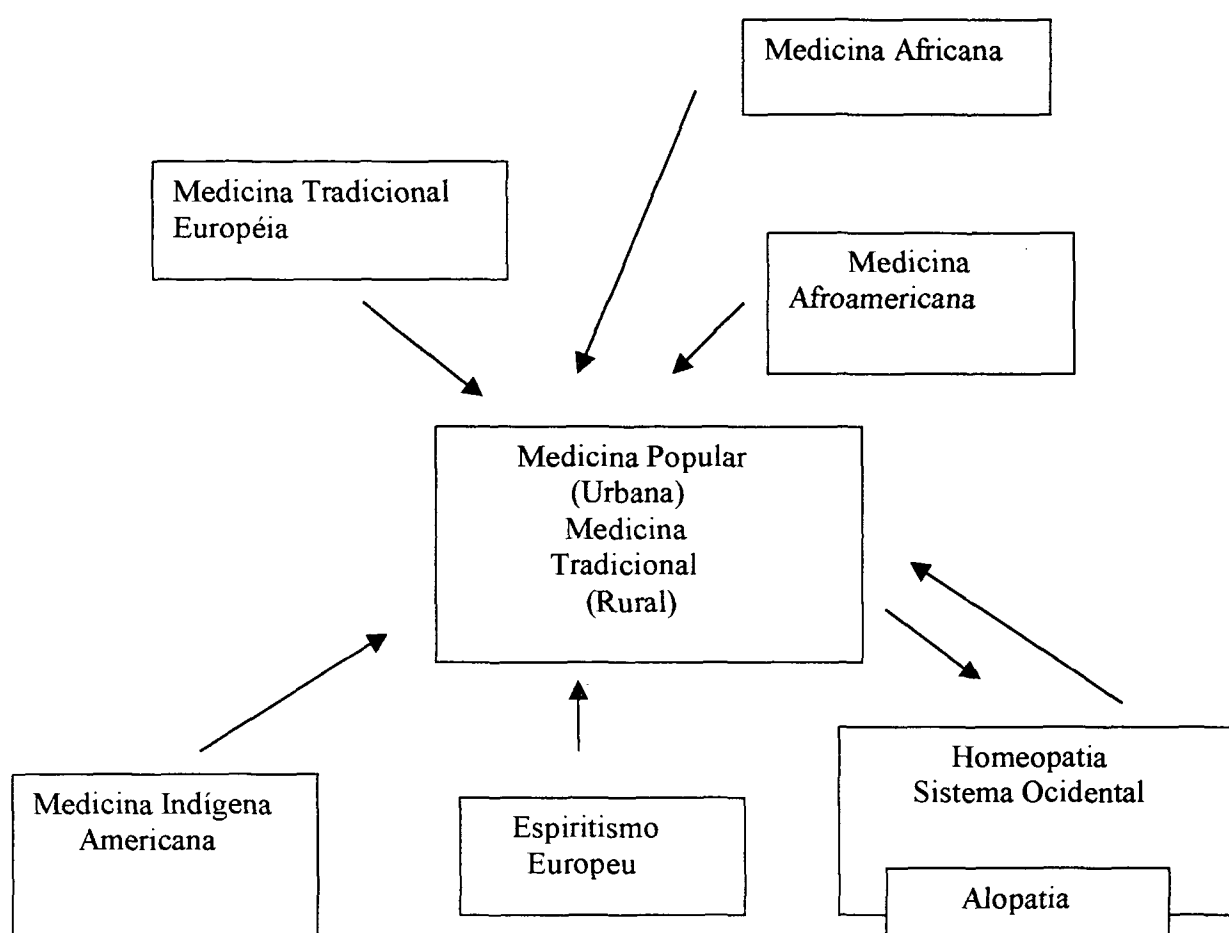 Medicina Africana
Medicina Tradicional
Européia
Medicina
Afroamericana
Medicina Popular
(Urbana)
Medicina
Tradicional
(Rural)
Homeopatia
Sistema Ocidental
Medicina Indígena
Americana
Espiritismo
Europeu
Alopatia